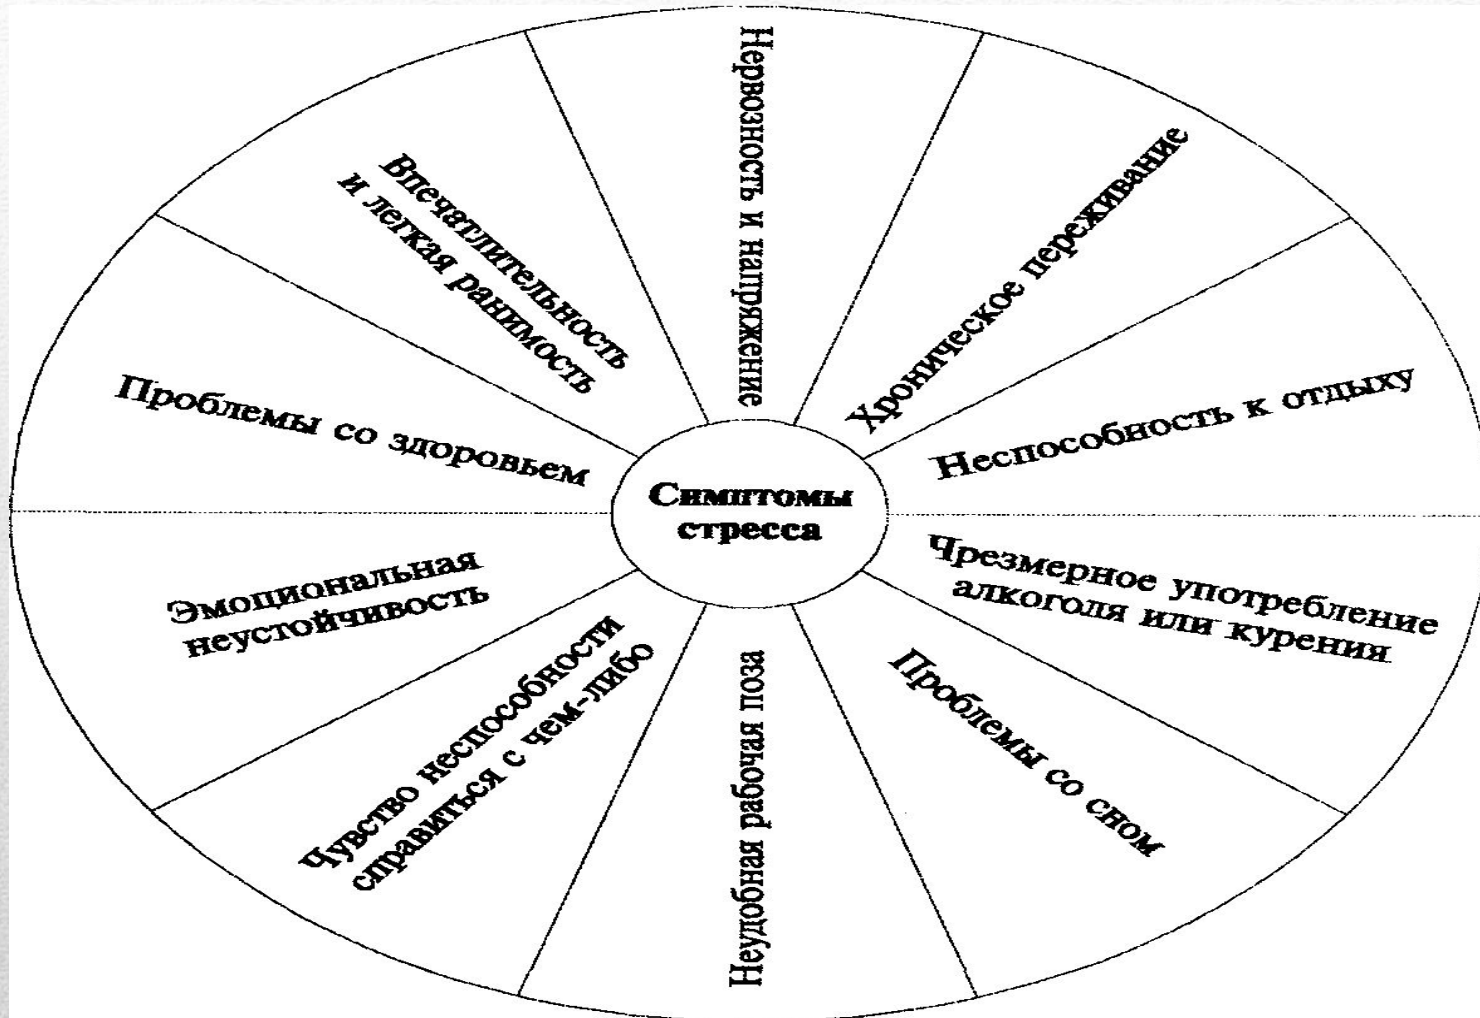 Симптомы
стресса
Нервозность и напряжение
Хроническое переживание
Неспособность к отдыху
Чрезмерное употребление
алкоголя или курения
Проблемы со сном
Неудобная рабочая поза
Чувство неспособности
справиться с чем-либо
Эмоциональная
неустойчивость
Проблемы со здоровьем
Впечатлительность
и легкая ранимость